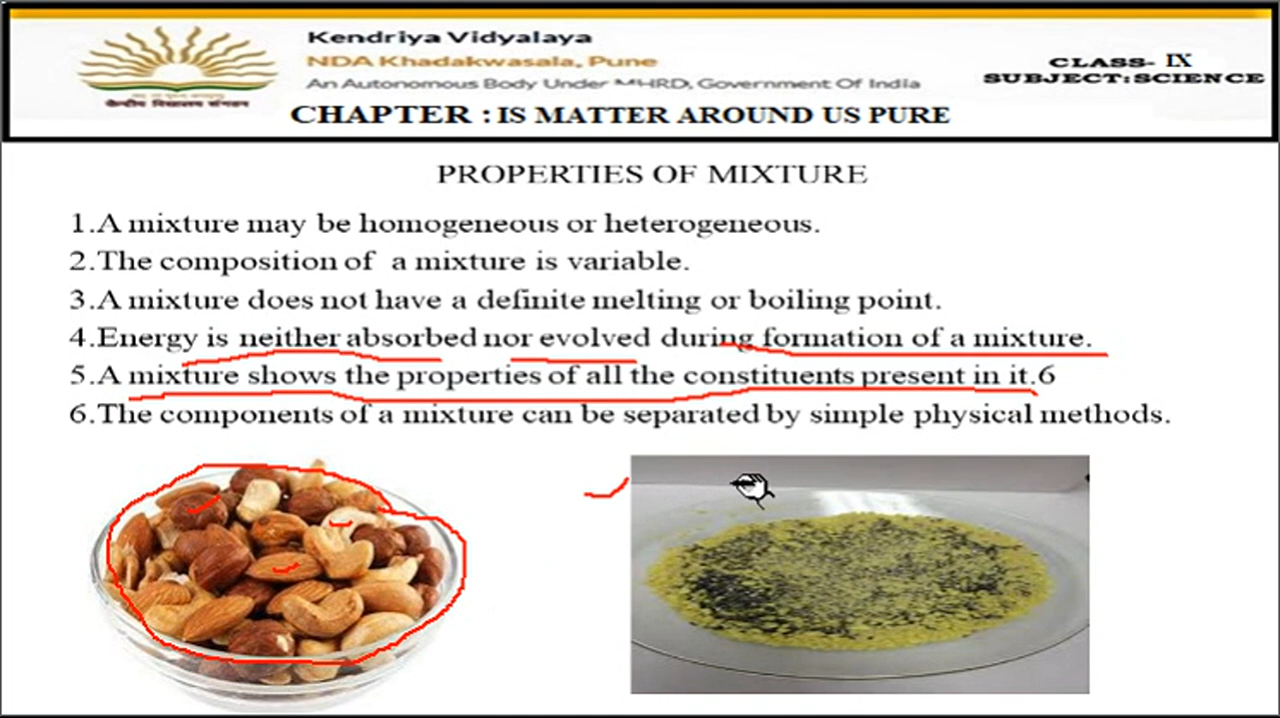 Kendriya Vidyalaya
NDA Khadakwasala, Pune
An Autonomous Body Under MHRD, Government Of India
CLASS- IX
SUBJECT:SCIENCE
केन्द्रीय विद्यालय संगठन
CHAPTER : IS MATTER AROUND US PURE
PROPERTIES OF MIXTURE
1.A mixture may be homogeneous or heterogeneous.
2.The composition of a mixture is variable.
3.A mixture does not have a definite melting or boiling point.
4.Energy is neither absorbed nor evolved during formation of a mixture.
5.A mixture shows the properties of all the constituents present in it.6
6.The components of a mixture can be separated by simple physical methods.